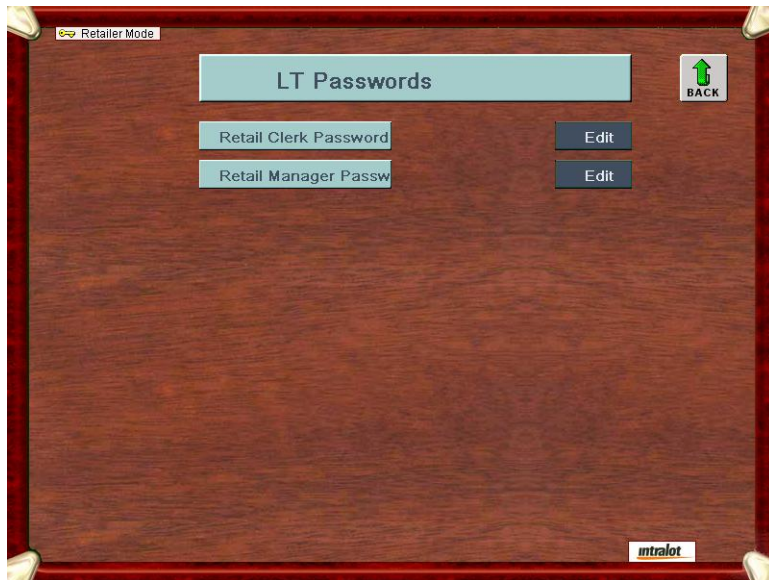 Retailer Mode
LT Passwords
BACK
Retail Clerk Password
Edit
Retail Manager Passw
Edit
intralot